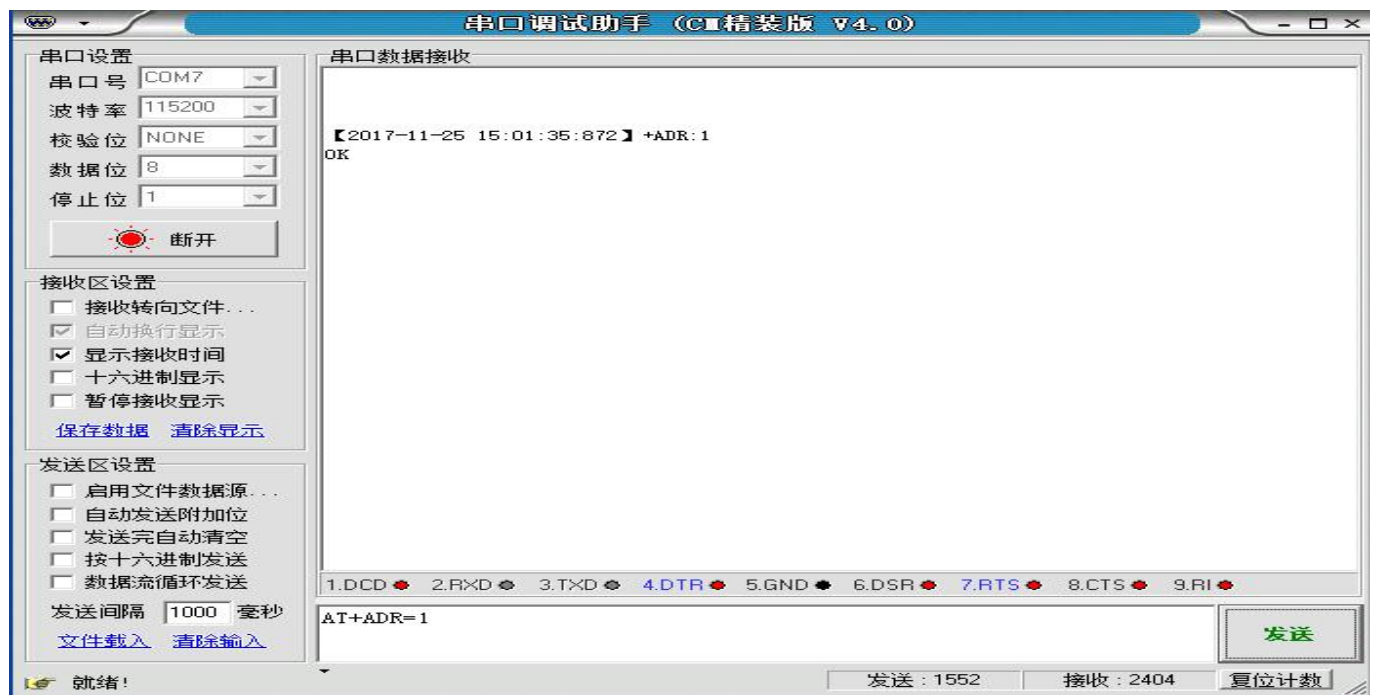 串口调试助手 (CM精装版 V4.0)
串口设置
串口号 COM7
波特率 115200
校验位 NONE
数据位 8
停止位 1
断开
接收区设置
接收转向文件...
自动换行显示
显示接收时间
十六进制显示
暂停接收显示
保存数据 清除显示
发送区设置
启用文件数据源...
自动发送附加位
发送完自动清空
按十六进制发送
数据流循环发送
发送间隔 1000 毫秒
文件载入 清除输入
串口数据接收
【2017-11-25 15:01:35:872】+ADR:1
OK
1.DCD 2.RXD 3.TXD 4.DTR 5.GND 6.DSR 7.RTS 8.CTS 9.RI
AT+ADR=1
发送
就绪!
发送:1552 接收:2404 复位计数